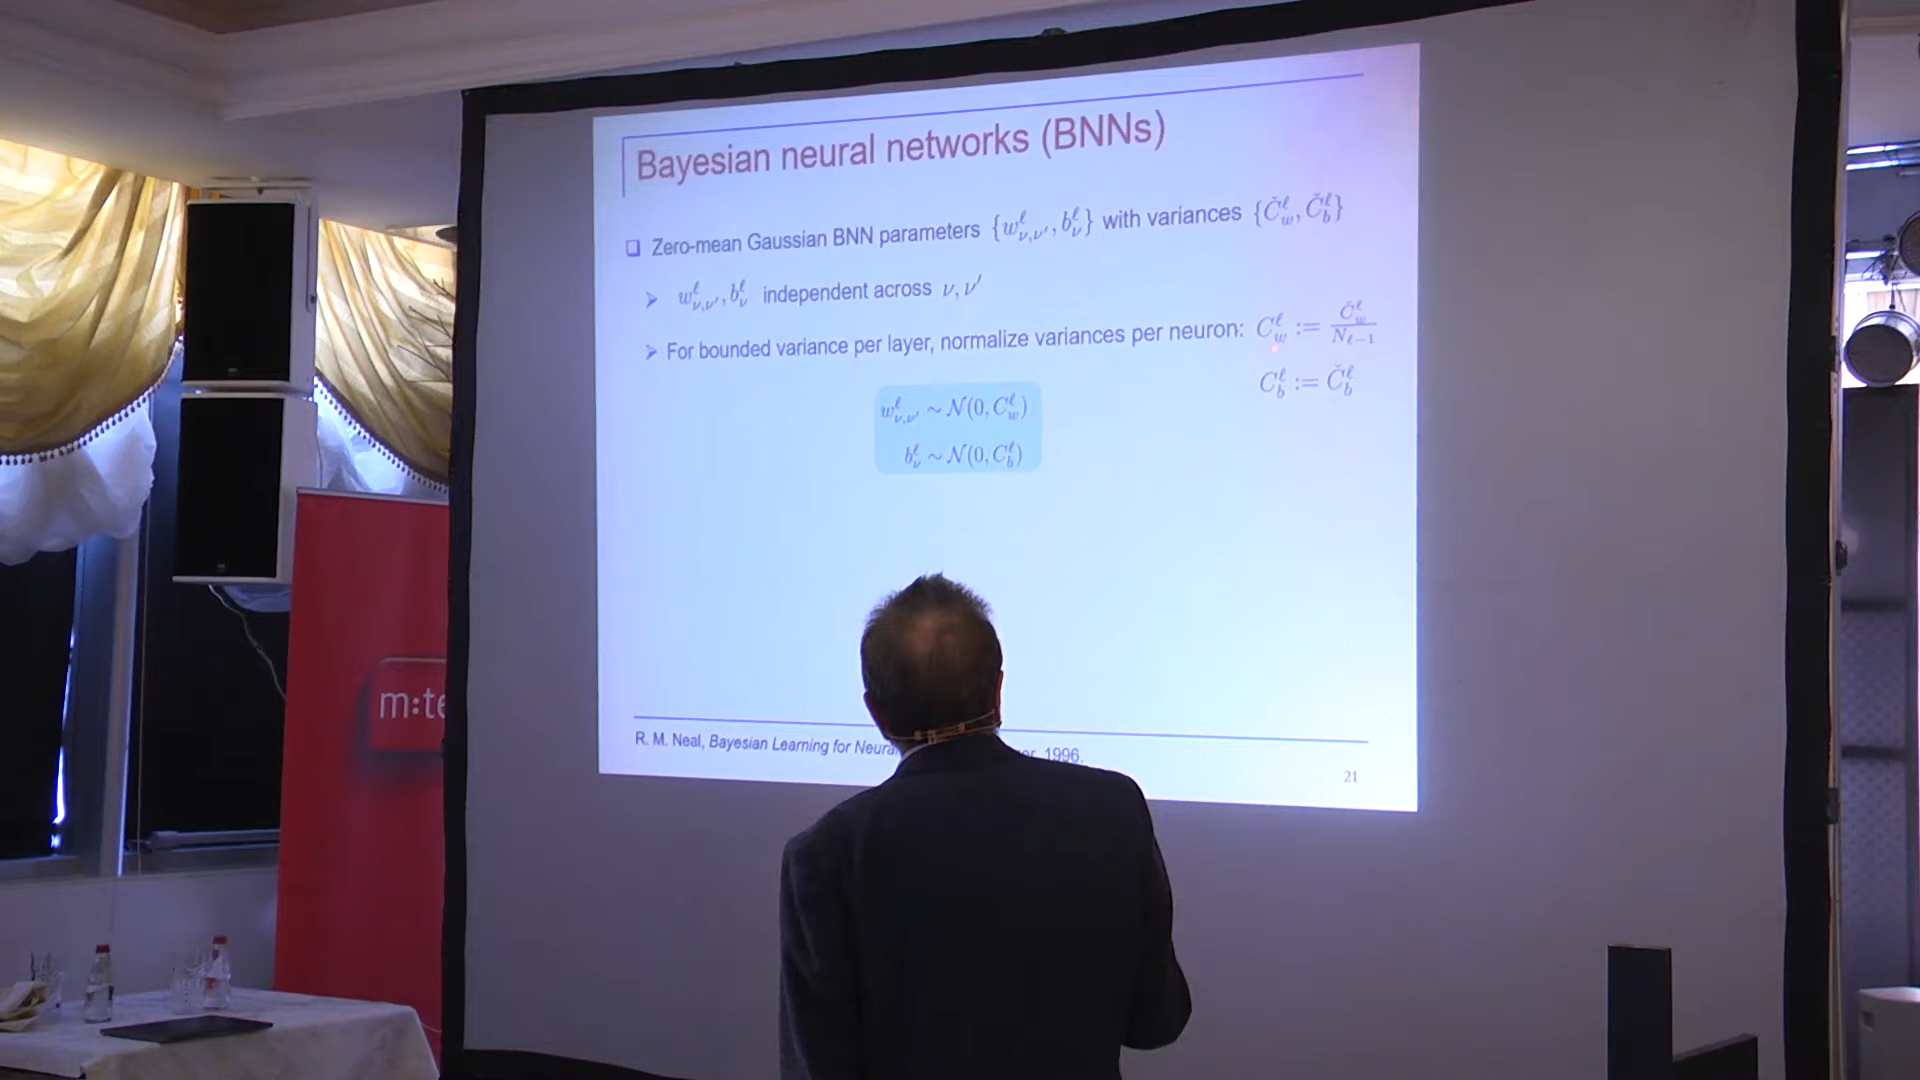 Bayesian neural networks (BNNs)
❑ Zero-mean Gaussian BNN parameters {w^ℓ_{ν,ν′}, b^ℓ_ν} with variances {Č^ℓ_w, Č^ℓ_b}
➢ w^ℓ_{ν,ν′}, b^ℓ_ν independent across ν, ν′
➢ For bounded variance per layer, normalize variances per neuron: C^ℓ_w := Č^ℓ_w / N_{ℓ−1}
C^ℓ_b := Č^ℓ_b
w^ℓ_{ν,ν′} ∼ N(0, C^ℓ_w)
b^ℓ_ν ∼ N(0, C^ℓ_b)
R. M. Neal, Bayesian Learning for 1996.
21
m:te